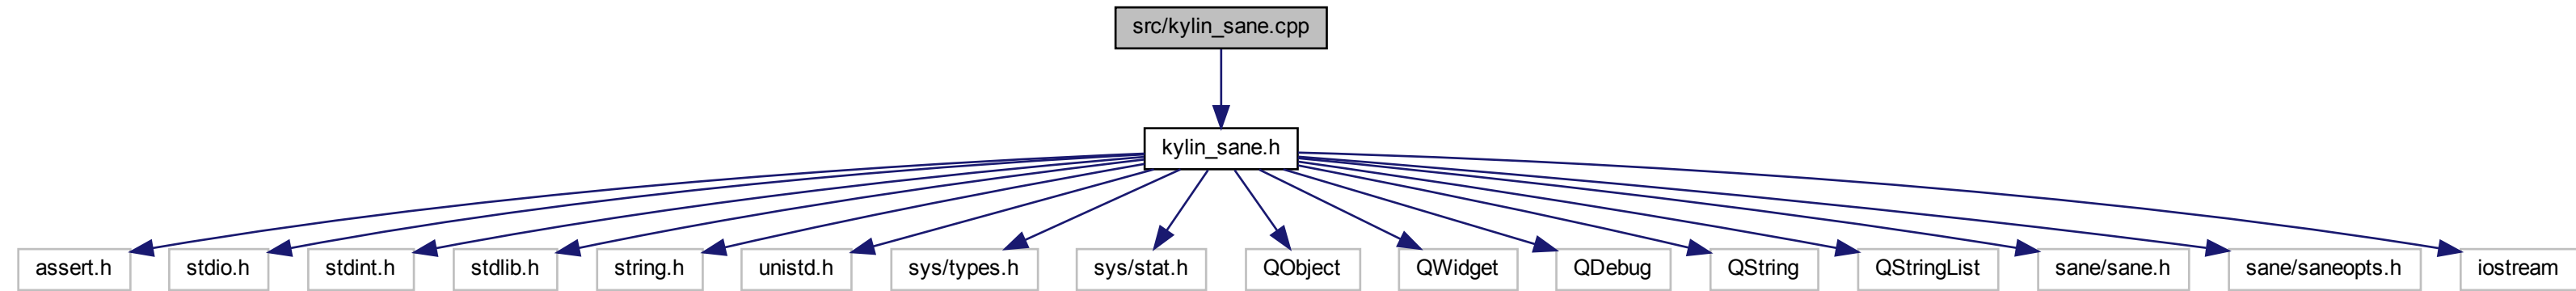 src/kylin_sane.cpp
kylin_sane.h
assert.h
stdio.h
stdint.h
stdlib.h
string.h
unistd.h
sys/types.h
sys/stat.h
QObject
QWidget
QDebug
QString
QStringList
sane/sane.h
sane/saneopts.h
iostream